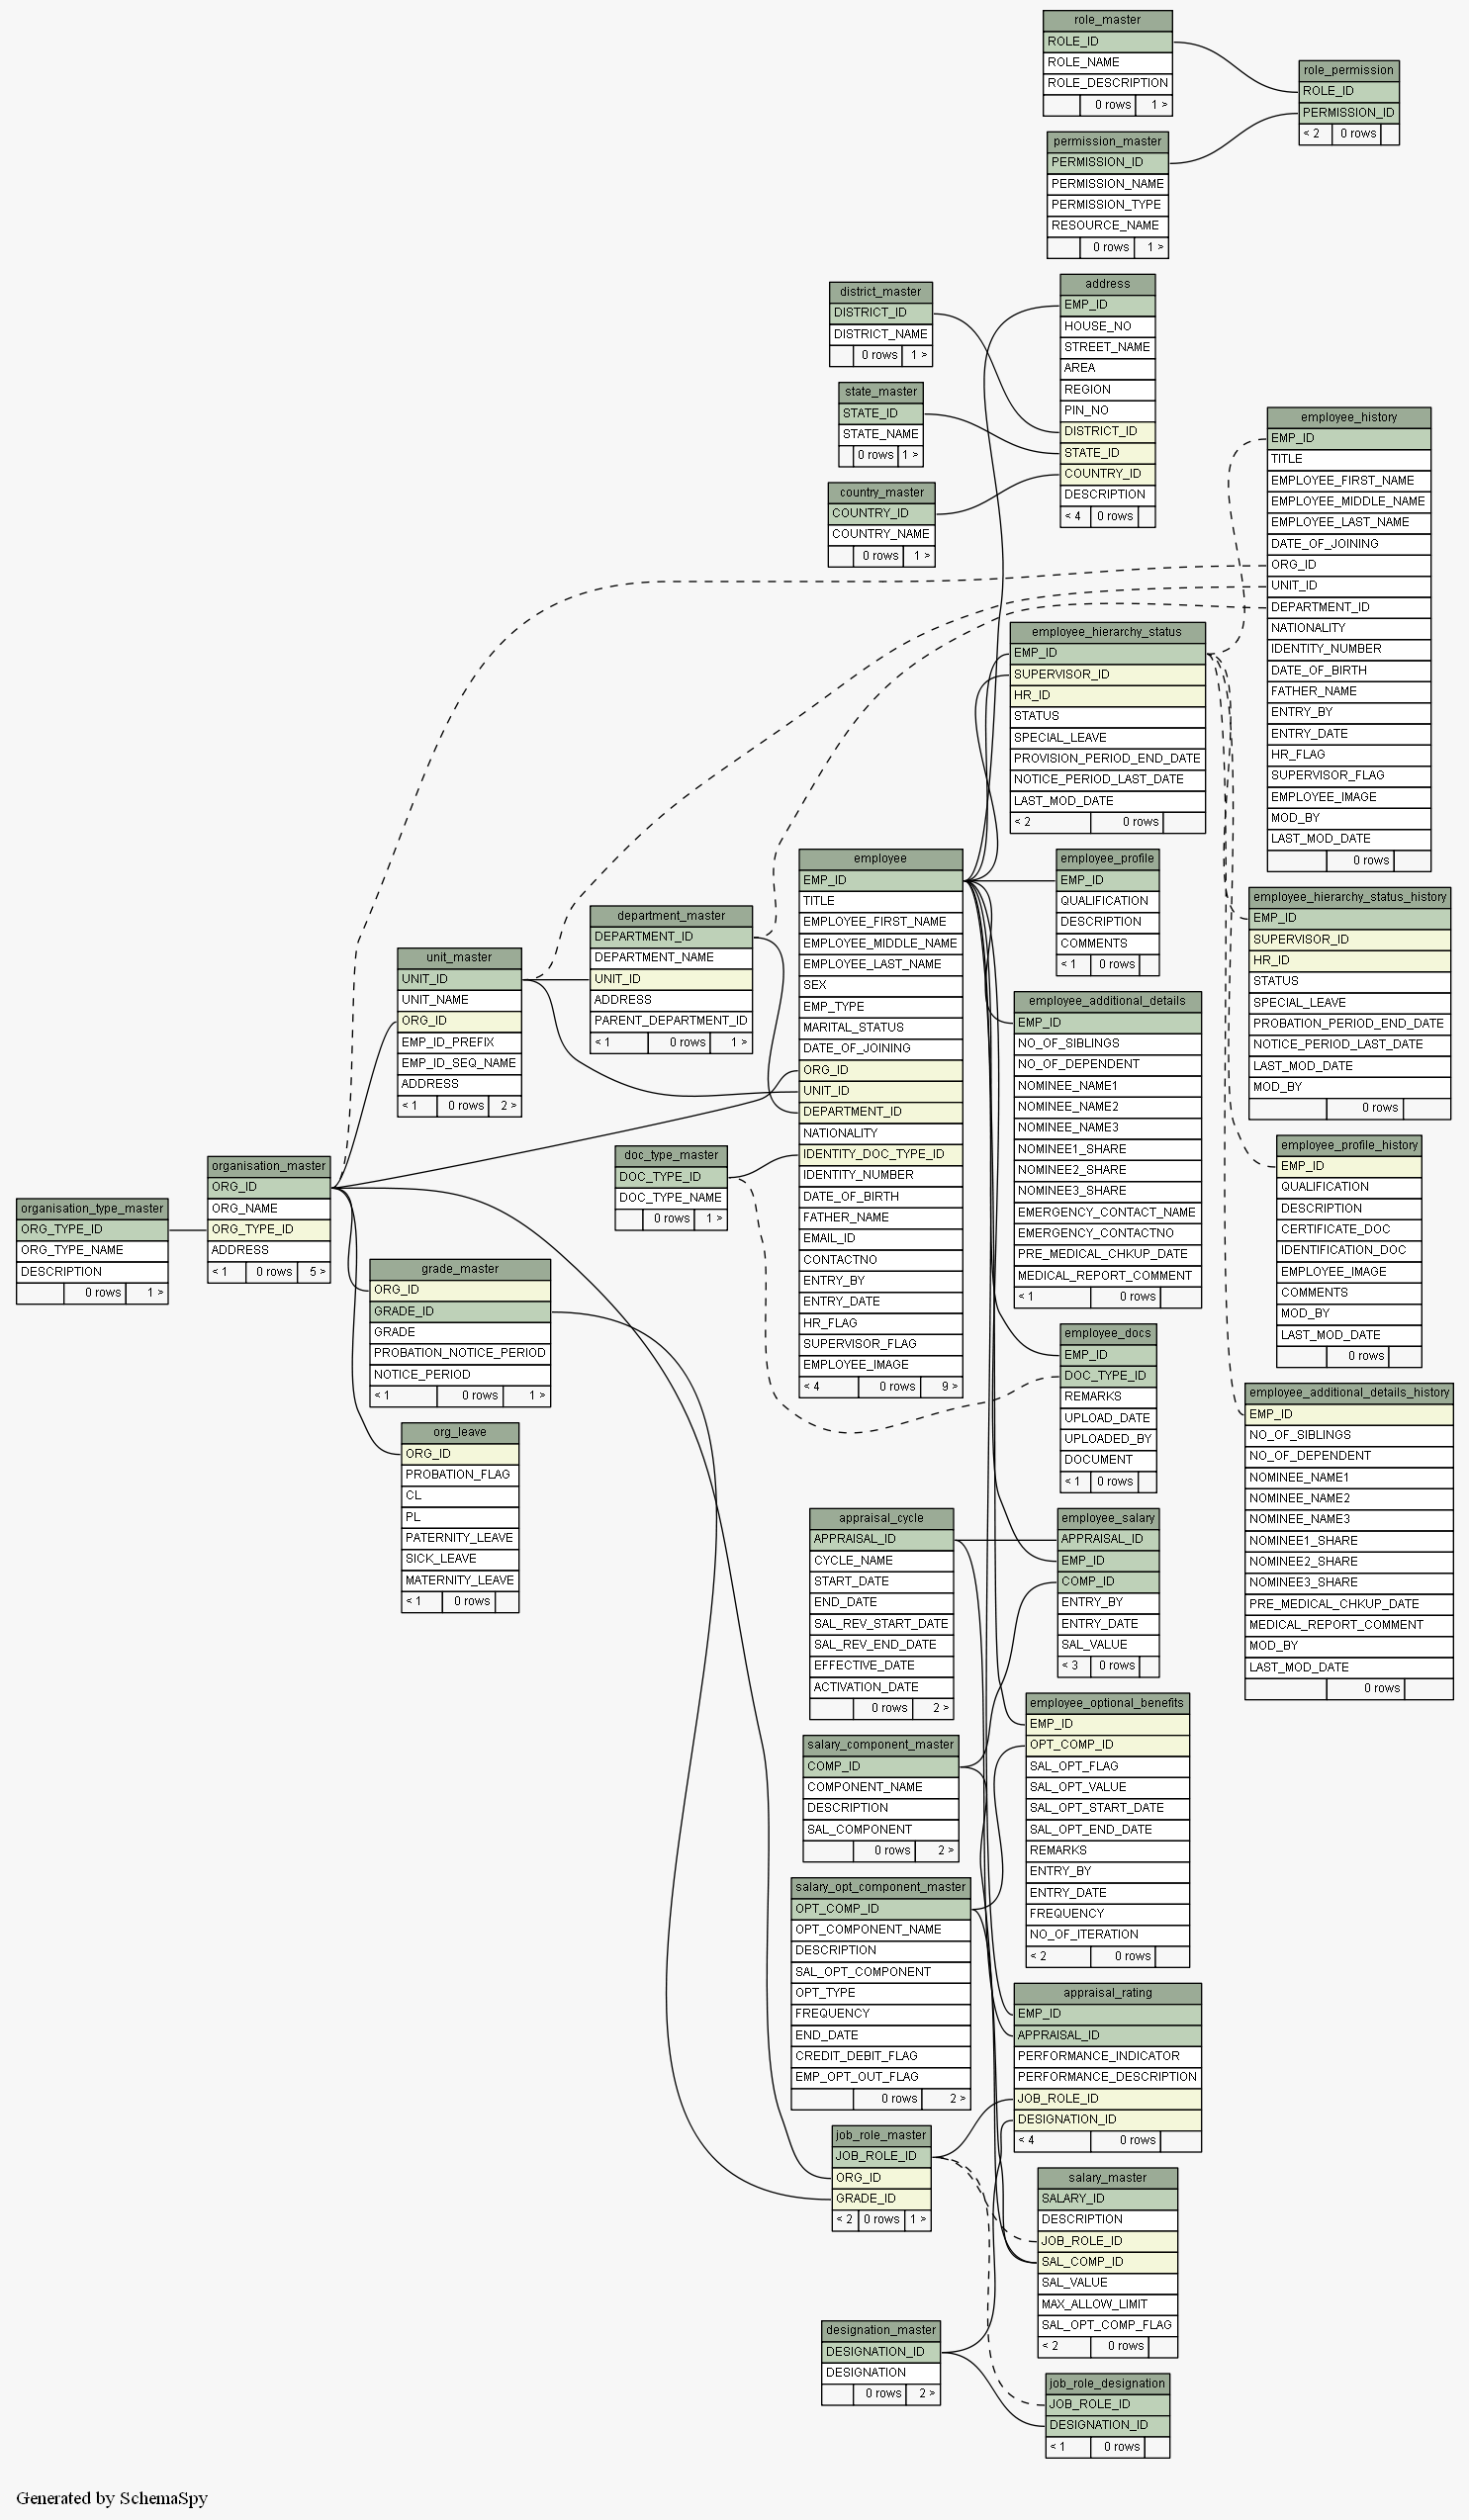 role_master
ROLE_ID
ROLE_NAME
ROLE_DESCRIPTION
0 rows 1 >
role_permission
ROLE_ID
PERMISSION_ID
< 2 0 rows
permission_master
PERMISSION_ID
PERMISSION_NAME
PERMISSION_TYPE
RESOURCE_NAME
0 rows 1 >
district_master
DISTRICT_ID
DISTRICT_NAME
0 rows 1 >
state_master
STATE_ID
STATE_NAME
0 rows 1 >
country_master
COUNTRY_ID
COUNTRY_NAME
0 rows 1 >
address
EMP_ID
HOUSE_NO
STREET_NAME
AREA
REGION
PIN_NO
DISTRICT_ID
STATE_ID
COUNTRY_ID
DESCRIPTION
< 4 0 rows
employee_history
EMP_ID
TITLE
EMPLOYEE_FIRST_NAME
EMPLOYEE_MIDDLE_NAME
EMPLOYEE_LAST_NAME
DATE_OF_JOINING
ORG_ID
UNIT_ID
DEPARTMENT_ID
NATIONALITY
IDENTITY_NUMBER
DATE_OF_BIRTH
FATHER_NAME
ENTRY_BY
ENTRY_DATE
HR_FLAG
SUPERVISOR_FLAG
EMPLOYEE_IMAGE
MOD_BY
LAST_MOD_DATE
0 rows
employee_hierarchy_status
EMP_ID
SUPERVISOR_ID
HR_ID
STATUS
SPECIAL_LEAVE
PROVISION_PERIOD_END_DATE
NOTICE_PERIOD_LAST_DATE
LAST_MOD_DATE
< 2 0 rows
employee
EMP_ID
TITLE
EMPLOYEE_FIRST_NAME
EMPLOYEE_MIDDLE_NAME
EMPLOYEE_LAST_NAME
SEX
EMP_TYPE
MARITAL_STATUS
DATE_OF_JOINING
ORG_ID
UNIT_ID
DEPARTMENT_ID
NATIONALITY
IDENTITY_DOC_TYPE_ID
IDENTITY_NUMBER
DATE_OF_BIRTH
FATHER_NAME
EMAIL_ID
CONTACTNO
ENTRY_BY
ENTRY_DATE
HR_FLAG
SUPERVISOR_FLAG
EMPLOYEE_IMAGE
< 4 0 rows 9 >
employee_profile
EMP_ID
QUALIFICATION
DESCRIPTION
COMMENTS
< 1 0 rows
employee_hierarchy_status_history
EMP_ID
SUPERVISOR_ID
HR_ID
STATUS
SPECIAL_LEAVE
PROBATION_PERIOD_END_DATE
NOTICE_PERIOD_LAST_DATE
LAST_MOD_DATE
MOD_BY
0 rows
department_master
DEPARTMENT_ID
DEPARTMENT_NAME
UNIT_ID
ADDRESS
PARENT_DEPARTMENT_ID
< 1 0 rows 1 >
unit_master
UNIT_ID
UNIT_NAME
ORG_ID
EMP_ID_PREFIX
EMP_ID_SEQ_NAME
ADDRESS
< 1 0 rows 2 >
employee_additional_details
EMP_ID
NO_OF_SIBLINGS
NO_OF_DEPENDENT
NOMINEE_NAME1
NOMINEE_NAME2
NOMINEE_NAME3
NOMINEE1_SHARE
NOMINEE2_SHARE
NOMINEE3_SHARE
EMERGENCY_CONTACT_NAME
EMERGENCY_CONTACTNO
PRE_MEDICAL_CHKUP_DATE
MEDICAL_REPORT_COMMENT
< 1 0 rows
employee_profile_history
EMP_ID
QUALIFICATION
DESCRIPTION
CERTIFICATE_DOC
IDENTIFICATION_DOC
EMPLOYEE_IMAGE
COMMENTS
MOD_BY
LAST_MOD_DATE
0 rows
doc_type_master
DOC_TYPE_ID
DOC_TYPE_NAME
0 rows 1 >
organisation_master
ORG_ID
ORG_NAME
ORG_TYPE_ID
ADDRESS
< 1 0 rows 5 >
organisation_type_master
ORG_TYPE_ID
ORG_TYPE_NAME
DESCRIPTION
0 rows 1 >
grade_master
ORG_ID
GRADE_ID
GRADE
PROBATION_NOTICE_PERIOD
NOTICE_PERIOD
< 1 0 rows 1 >
org_leave
ORG_ID
PROBATION_FLAG
CL
PL
PATERNITY_LEAVE
SICK_LEAVE
MATERNITY_LEAVE
< 1 0 rows
employee_docs
EMP_ID
DOC_TYPE_ID
REMARKS
UPLOAD_DATE
UPLOADED_BY
DOCUMENT
< 1 0 rows
employee_additional_details_history
EMP_ID
NO_OF_SIBLINGS
NO_OF_DEPENDENT
NOMINEE_NAME1
NOMINEE_NAME2
NOMINEE_NAME3
NOMINEE1_SHARE
NOMINEE2_SHARE
NOMINEE3_SHARE
PRE_MEDICAL_CHKUP_DATE
MEDICAL_REPORT_COMMENT
MOD_BY
LAST_MOD_DATE
0 rows
appraisal_cycle
APPRAISAL_ID
CYCLE_NAME
START_DATE
END_DATE
SAL_REV_START_DATE
SAL_REV_END_DATE
EFFECTIVE_DATE
ACTIVATION_DATE
0 rows 2 >
employee_salary
APPRAISAL_ID
EMP_ID
COMP_ID
ENTRY_BY
ENTRY_DATE
SAL_VALUE
< 3 0 rows
salary_component_master
COMP_ID
COMPONENT_NAME
DESCRIPTION
SAL_COMPONENT
0 rows 2 >
employee_optional_benefits
EMP_ID
OPT_COMP_ID
SAL_OPT_FLAG
SAL_OPT_VALUE
SAL_OPT_START_DATE
SAL_OPT_END_DATE
REMARKS
ENTRY_BY
ENTRY_DATE
FREQUENCY
NO_OF_ITERATION
< 2 0 rows
salary_opt_component_master
OPT_COMP_ID
OPT_COMPONENT_NAME
DESCRIPTION
SAL_OPT_COMPONENT
OPT_TYPE
FREQUENCY
END_DATE
CREDIT_DEBIT_FLAG
EMP_OPT_OUT_FLAG
0 rows 2 >
appraisal_rating
EMP_ID
APPRAISAL_ID
PERFORMANCE_INDICATOR
PERFORMANCE_DESCRIPTION
JOB_ROLE_ID
DESIGNATION_ID
< 4 0 rows
job_role_master
JOB_ROLE_ID
ORG_ID
GRADE_ID
< 2 0 rows 1 >
salary_master
SALARY_ID
DESCRIPTION
JOB_ROLE_ID
SAL_COMP_ID
SAL_VALUE
MAX_ALLOW_LIMIT
SAL_OPT_COMP_FLAG
< 2 0 rows
designation_master
DESIGNATION_ID
DESIGNATION
0 rows 2 >
job_role_designation
JOB_ROLE_ID
DESIGNATION_ID
< 1 0 rows
Generated by SchemaSpy